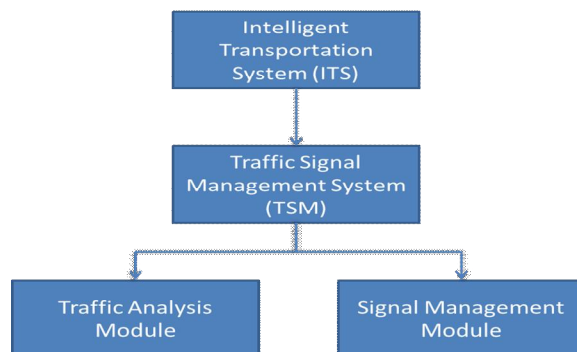 Intelligent
Transportation
System (ITS)
Traffic Signal
Management System
(TSM)
Traffic Analysis
Module
Signal Management
Module